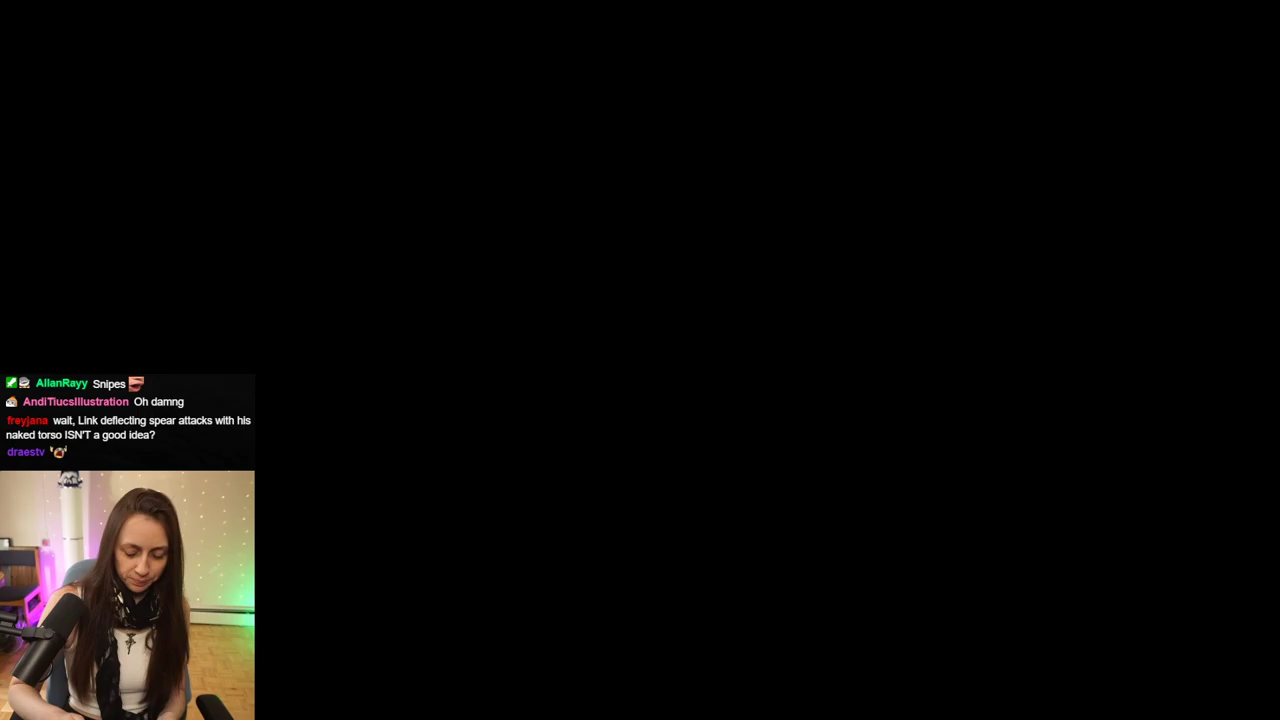 AllanRayy Snipes
AndiTiucsIllustration Oh damng
freyjana wait, Link deflecting spear attacks with his
naked torso ISN'T a good idea?
draestv